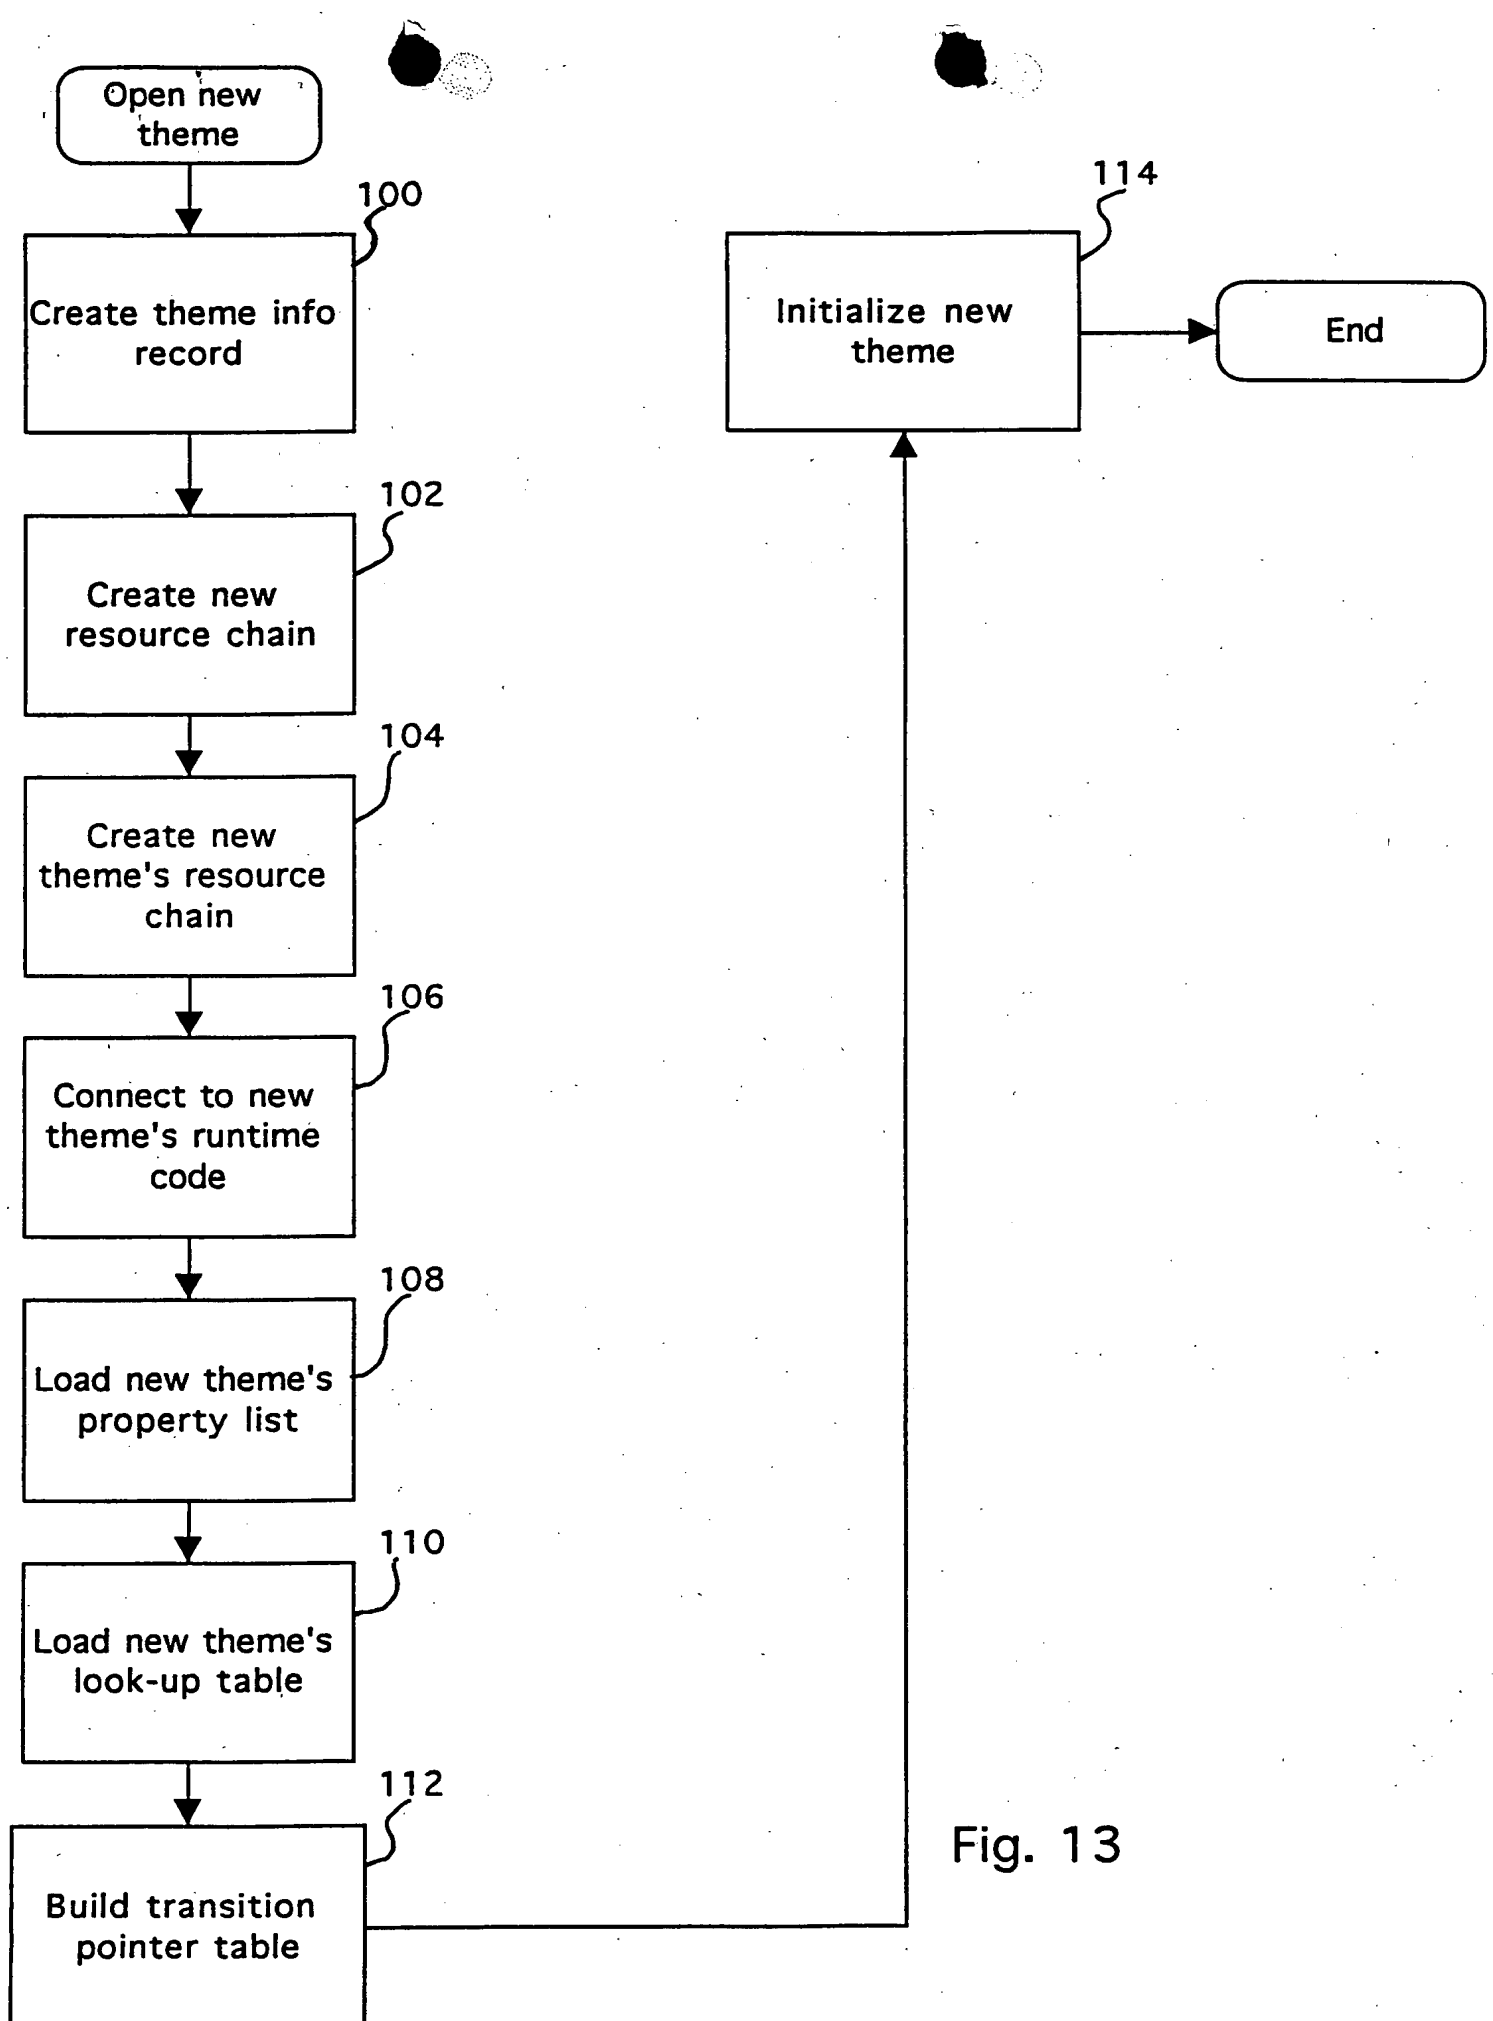 Open new
theme
100
Create theme info
record
102
Create new
resource chain
104
Create new
theme's resource
chain
106
Connect to new
theme's runtime
code
108
Load new theme's
property list
110
Load new theme's
look-up table
112
Build transition
pointer table
114
Initialize new
theme
End
Fig. 13